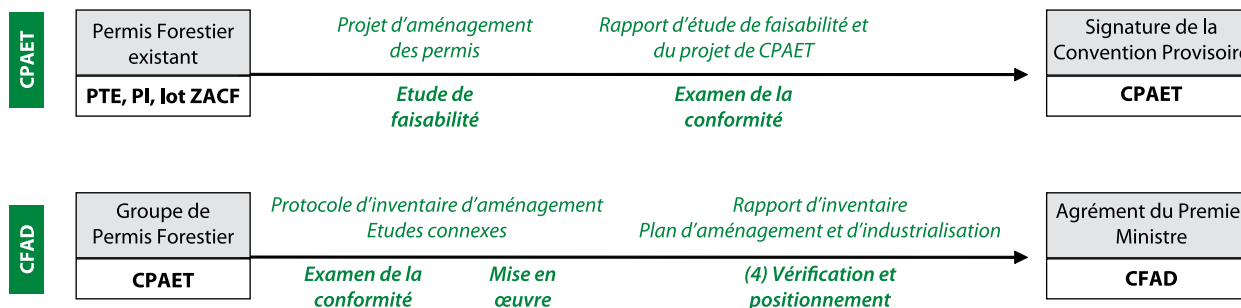 CPAET
Permis Forestier
existant
PTE, PI, lot ZACF
Projet d'aménagement
des permis
Etude de
faisabilité
Rapport d'étude de faisabilité et
du projet de CPAET
Examen de la
conformité
Signature de la
Convention Provisoire
CPAET
CFAD
Groupe de
Permis Forestier
CPAET
Protocole d'inventaire d'aménagement
Etudes connexes
Examen de la
conformité
Mise en
œuvre
Rapport d'inventaire
Plan d'aménagement et d'industrialisation
(4) Vérification et
positionnement
Agrément du Premie
Ministre
CFAD